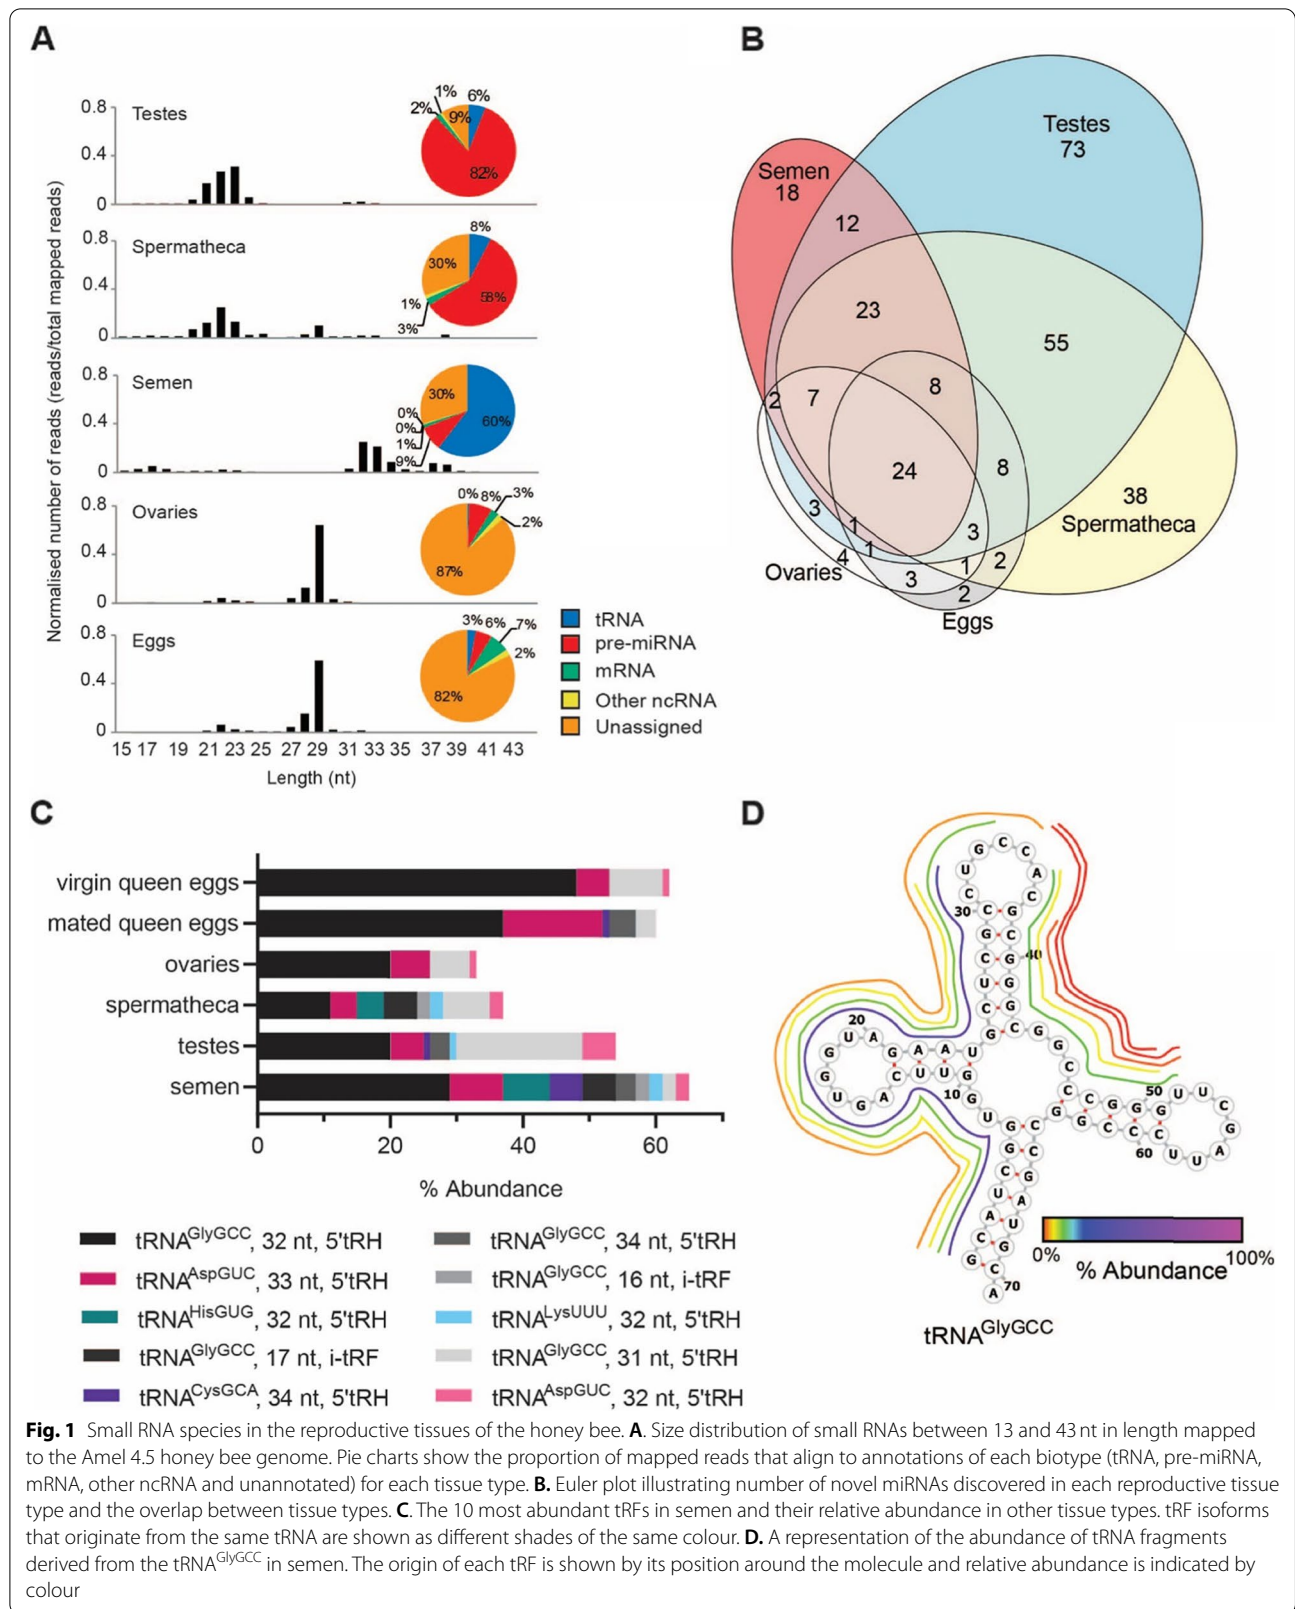 A
Normalised number of reads (reads/total mapped reads)
0.8
0.4
0
Testes
1%
6%
2%
9%
82%
0.8
0.4
0
Spermatheca
8%
30%
58%
1%
3%
0.8
0.4
0
Semen
30%
60%
0%
0%
1%
9%
0.8
0.4
0
Ovaries
0% 8% 3%
2%
87%
0.8
0.4
0
Eggs
3% 6% 7%
2%
82%
15 17 19 21 23 25 27 29 31 33 35 37 39 41 43
Length (nt)
tRNA
pre-miRNA
mRNA
Other ncRNA
Unassigned
B
Testes
73
Semen
18
12
23
55
8
2
7
24
8
38
Spermatheca
3
1
3
1
4
1
2
Ovaries
3
2
Eggs
C
virgin queen eggs
mated queen eggs
ovaries
spermatheca
testes
semen
0 20 40 60
% Abundance
tRNAGlyGCC, 32 nt, 5'tRH
tRNAAspGUC, 33 nt, 5'tRH
tRNAHisGUG, 32 nt, 5'tRH
tRNAGlyGCC, 17 nt, i-tRF
tRNACysGCA, 34 nt, 5'tRH
tRNAGlyGCC, 34 nt, 5'tRH
tRNAGlyGCC, 16 nt, i-tRF
tRNALysUUU, 32 nt, 5'tRH
tRNAGlyGCC, 31 nt, 5'tRH
tRNAAspGUC, 32 nt, 5'tRH
D
G C C
U A
C C
30 C G
G C
C G 40
U G
C G
G C G G
20
U A G A A U
G
G
U G A C U U G
10 G U G
C
C C G G G U U C
50
G
A
U U C C C G G C
60
G C
C G
U A
A U
C G
G C
A 70
0% 100%
% Abundance
tRNAGlyGCC
Fig. 1 Small RNA species in the reproductive tissues of the honey bee. A. Size distribution of small RNAs between 13 and 43 nt in length mapped
to the Amel 4.5 honey bee genome. Pie charts show the proportion of mapped reads that align to annotations of each biotype (tRNA, pre-miRNA,
mRNA, other ncRNA and unannotated) for each tissue type. B. Euler plot illustrating number of novel miRNAs discovered in each reproductive tissue
type and the overlap between tissue types. C. The 10 most abundant tRFs in semen and their relative abundance in other tissue types. tRF isoforms
that originate from the same tRNA are shown as different shades of the same colour. D. A representation of the abundance of tRNA fragments
derived from the tRNAGlyGCC in semen. The origin of each tRF is shown by its position around the molecule and relative abundance is indicated by
colour